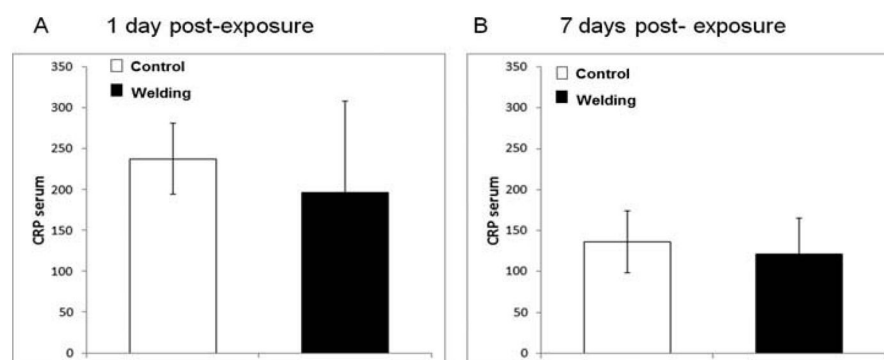 A 1 day post-exposure
B 7 days post- exposure
Control
Welding
350
300
250
200
150
100
50
0
CRP serum
Control
Welding
350
300
250
200
150
100
50
0
CRP serum